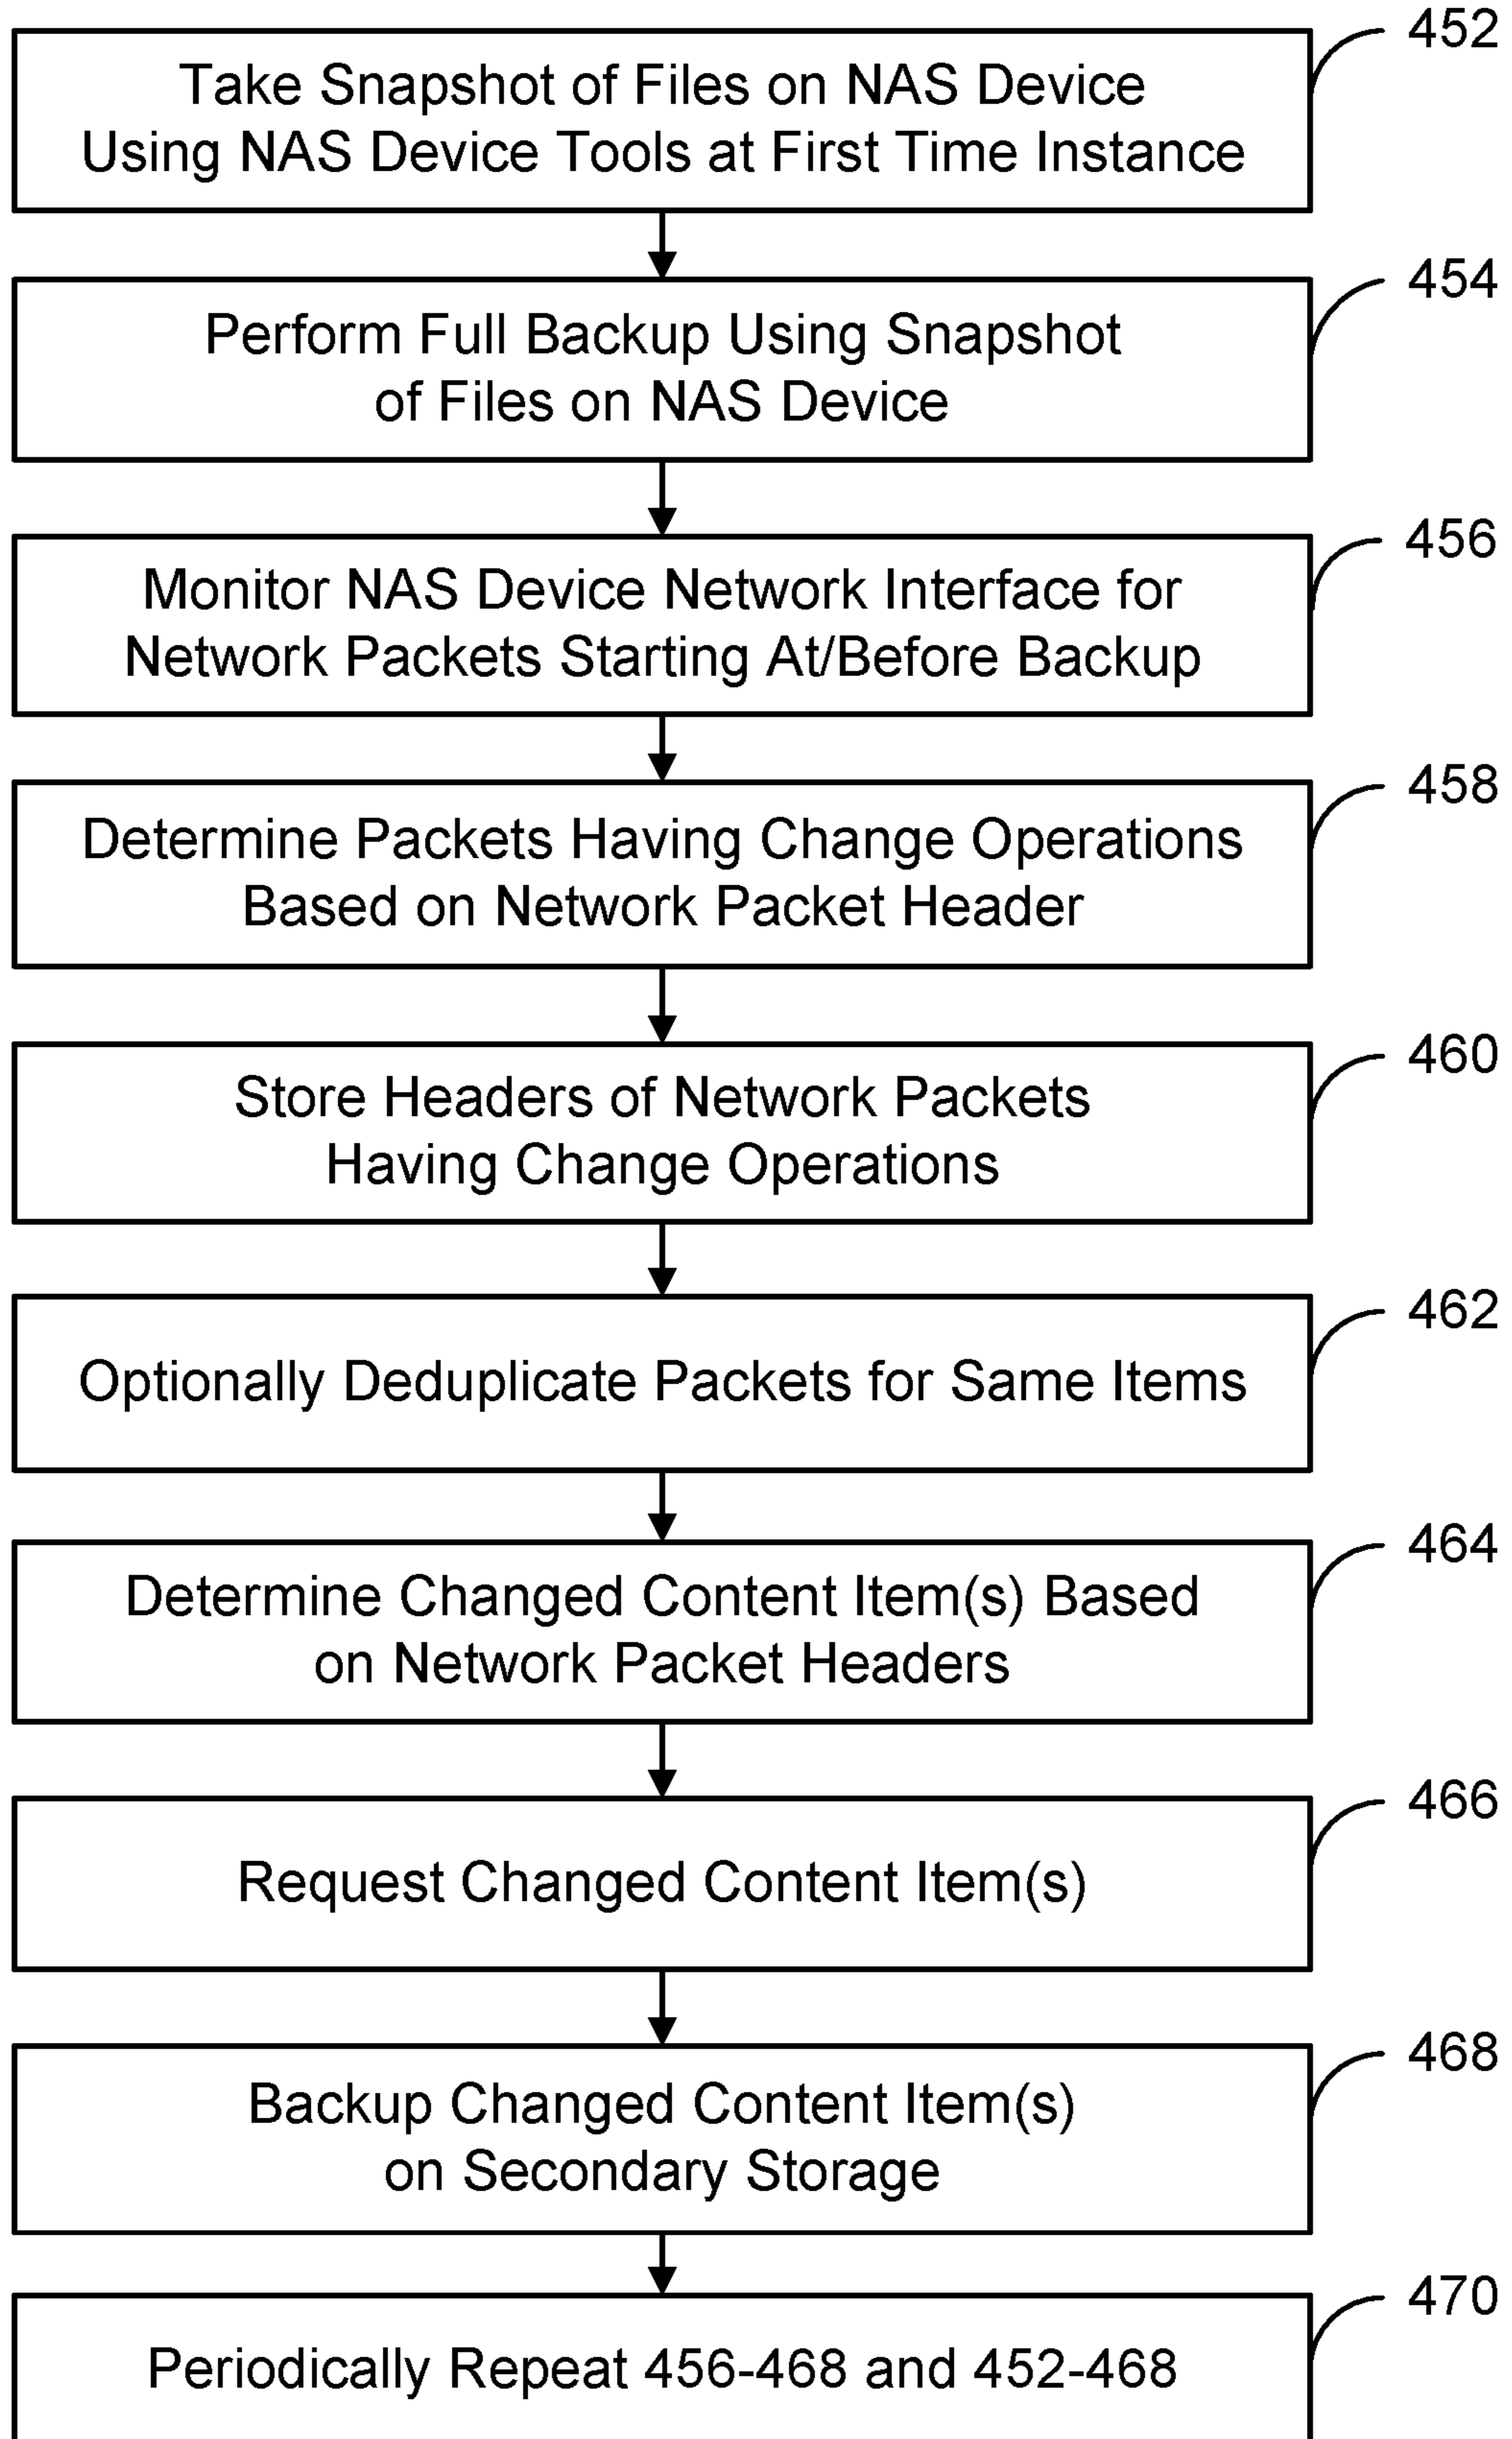 452
Take Snapshot of Files on NAS Device
Using NAS Device Tools at First Time Instance
454
Perform Full Backup Using Snapshot
of Files on NAS Device
456
Monitor NAS Device Network Interface for
Network Packets Starting At/Before Backup
458
Determine Packets Having Change Operations
Based on Network Packet Header
460
Store Headers of Network Packets
Having Change Operations
462
Optionally Deduplicate Packets for Same Items
464
Determine Changed Content Item(s) Based
on Network Packet Headers
466
Request Changed Content Item(s)
468
Backup Changed Content Item(s)
on Secondary Storage
470
Periodically Repeat 456-468 and 452-468